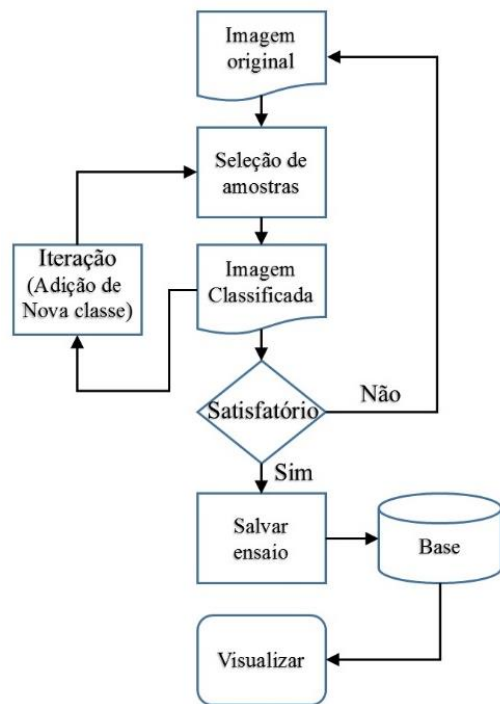 Imagem
original
Seleção de
amostras
Iteração
(Adição de
Nova classe)
Imagem
Classificada
Satisfatório
Não
Sim
Salvar
ensaio
Base
Visualizar